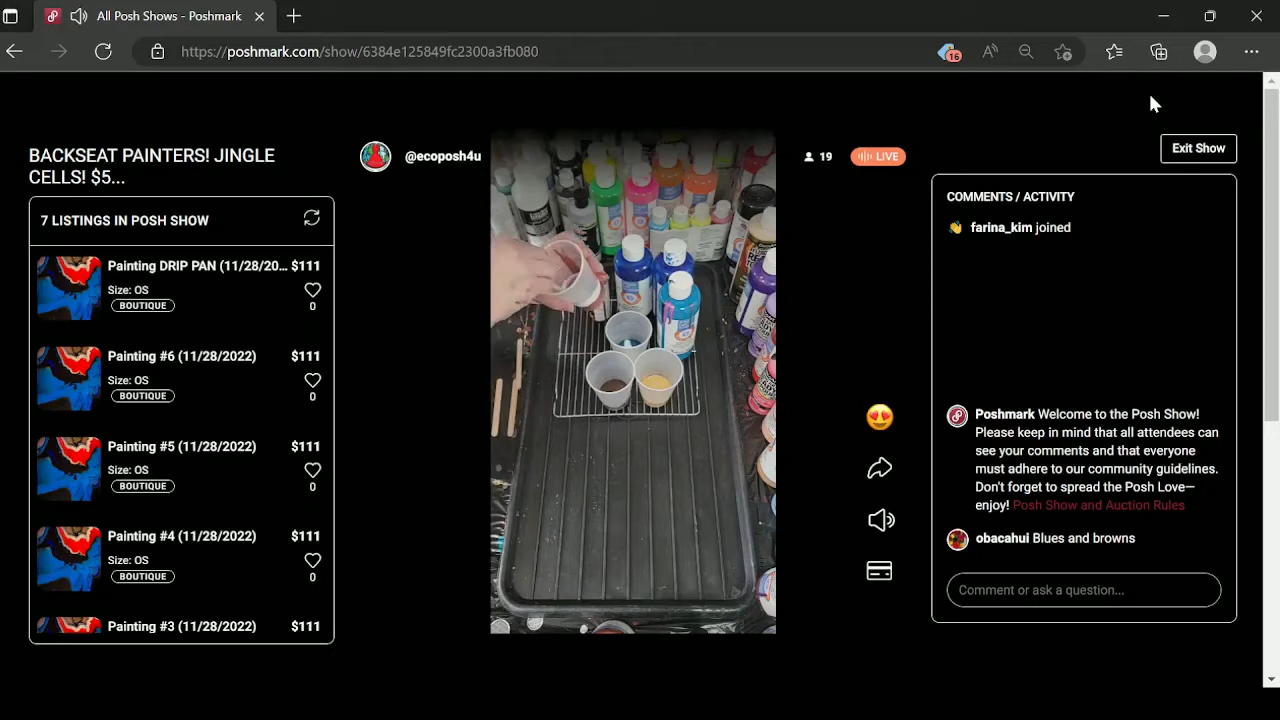 All Posh Shows - Poshmark
https://poshmark.com/show/6384e125849fc2300a3fb080
16
BACKSEAT PAINTERS! JINGLE
CELLS! $5...
@ecoposh4u
19
LIVE
Exit Show
7 LISTINGS IN POSH SHOW
Painting DRIP PAN (11/28/20... $111
Size: OS
BOUTIQUE
0
Painting #6 (11/28/2022) $111
Size: OS
BOUTIQUE
0
Painting #5 (11/28/2022) $111
Size: OS
BOUTIQUE
0
Painting #4 (11/28/2022) $111
Size: OS
BOUTIQUE
0
Painting #3 (11/28/2022) $111
COMMENTS / ACTIVITY
farina_kim joined
Poshmark Welcome to the Posh Show!
Please keep in mind that all attendees can
see your comments and that everyone
must adhere to our community guidelines.
Don't forget to spread the Posh Love—
enjoy! Posh Show and Auction Rules
obacahui Blues and browns
Comment or ask a question...